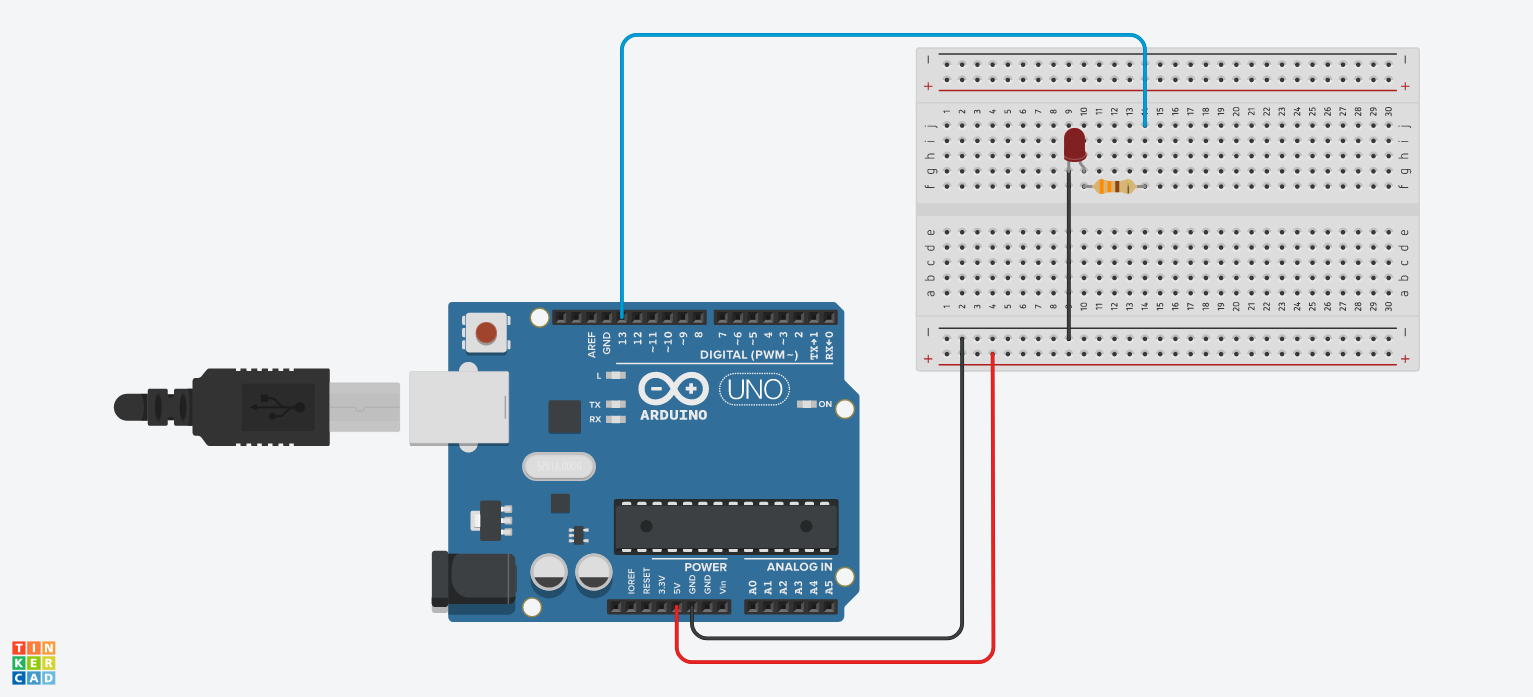 − −
+ +
1 2 3 4 5 6 7 8 9 10 11 12 13 15 16 17 18 19 20 21 22 23 24 25 26 27 28 29 30
j j
i i
h h
g g
f f
e e
d d
c c
b b
a a
1 2 3 4 5 6 7 8 9 10 11 12 13 14 15 16 17 18 19 20 21 22 23 24 25 26 27 28 29 30
− −
+ +
AREF GND 13 12 ~11 ~10 ~9 8 7 ~6 ~5 4 ~3 2 TX→1 RX←0
DIGITAL (PWM~)
L
TX
RX
ARDUINO
UNO
ON
POWER
ANALOG IN
IOREF RESET 3.3V 5V GND GND Vin A0 A1 A2 A3 A4 A5
TIN
KER
CAD